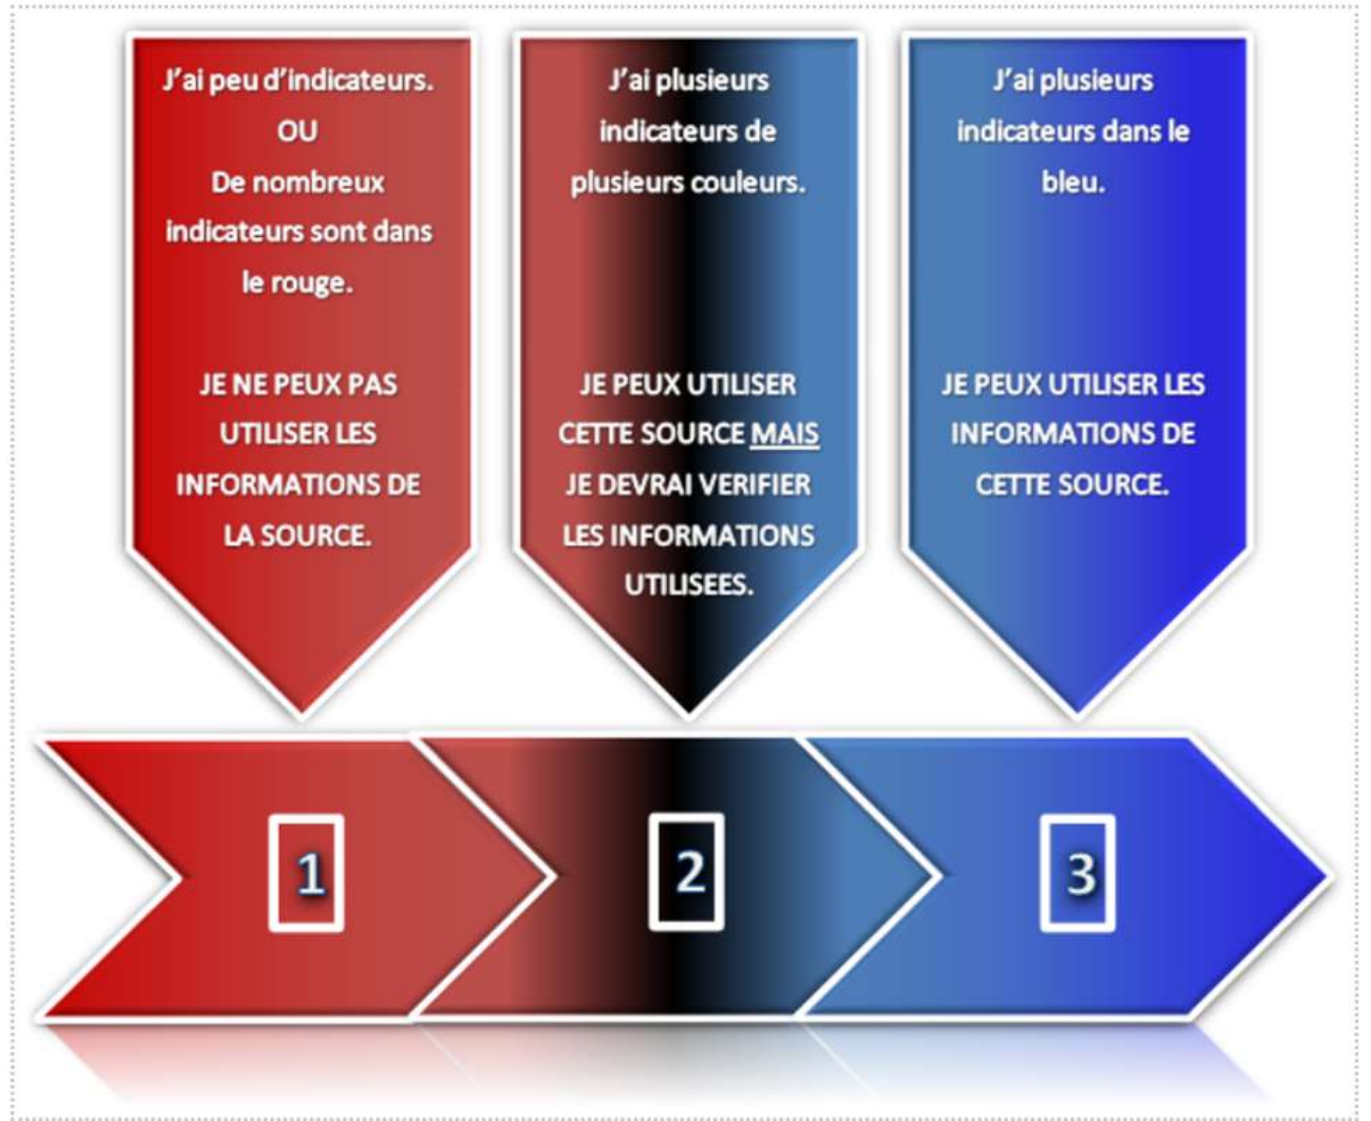 J'ai peu d'indicateurs.
OU
De nombreux
indicateurs sont dans
le rouge.
JE NE PEUX PAS
UTILISER LES
INFORMATIONS DE
LA SOURCE.
J'ai plusieurs
indicateurs de
plusieurs couleurs.
JE PEUX UTILISER
CETTE SOURCE MAIS
JE DEVRAI VERIFIER
LES INFORMATIONS
UTILISEES.
J'ai plusieurs
indicateurs dans le
bleu.
JE PEUX UTILISER LES
INFORMATIONS DE
CETTE SOURCE.
1
2
3